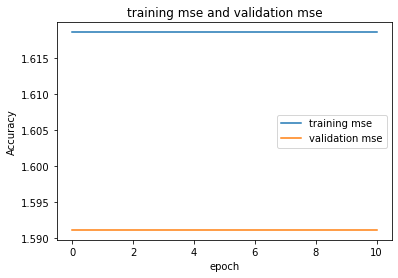 training mse and validation mse
1.615
1.610
1.605
1.600
1.595
1.590
Accuracy
training mse
validation mse
0 2 4 6 8 10
epoch